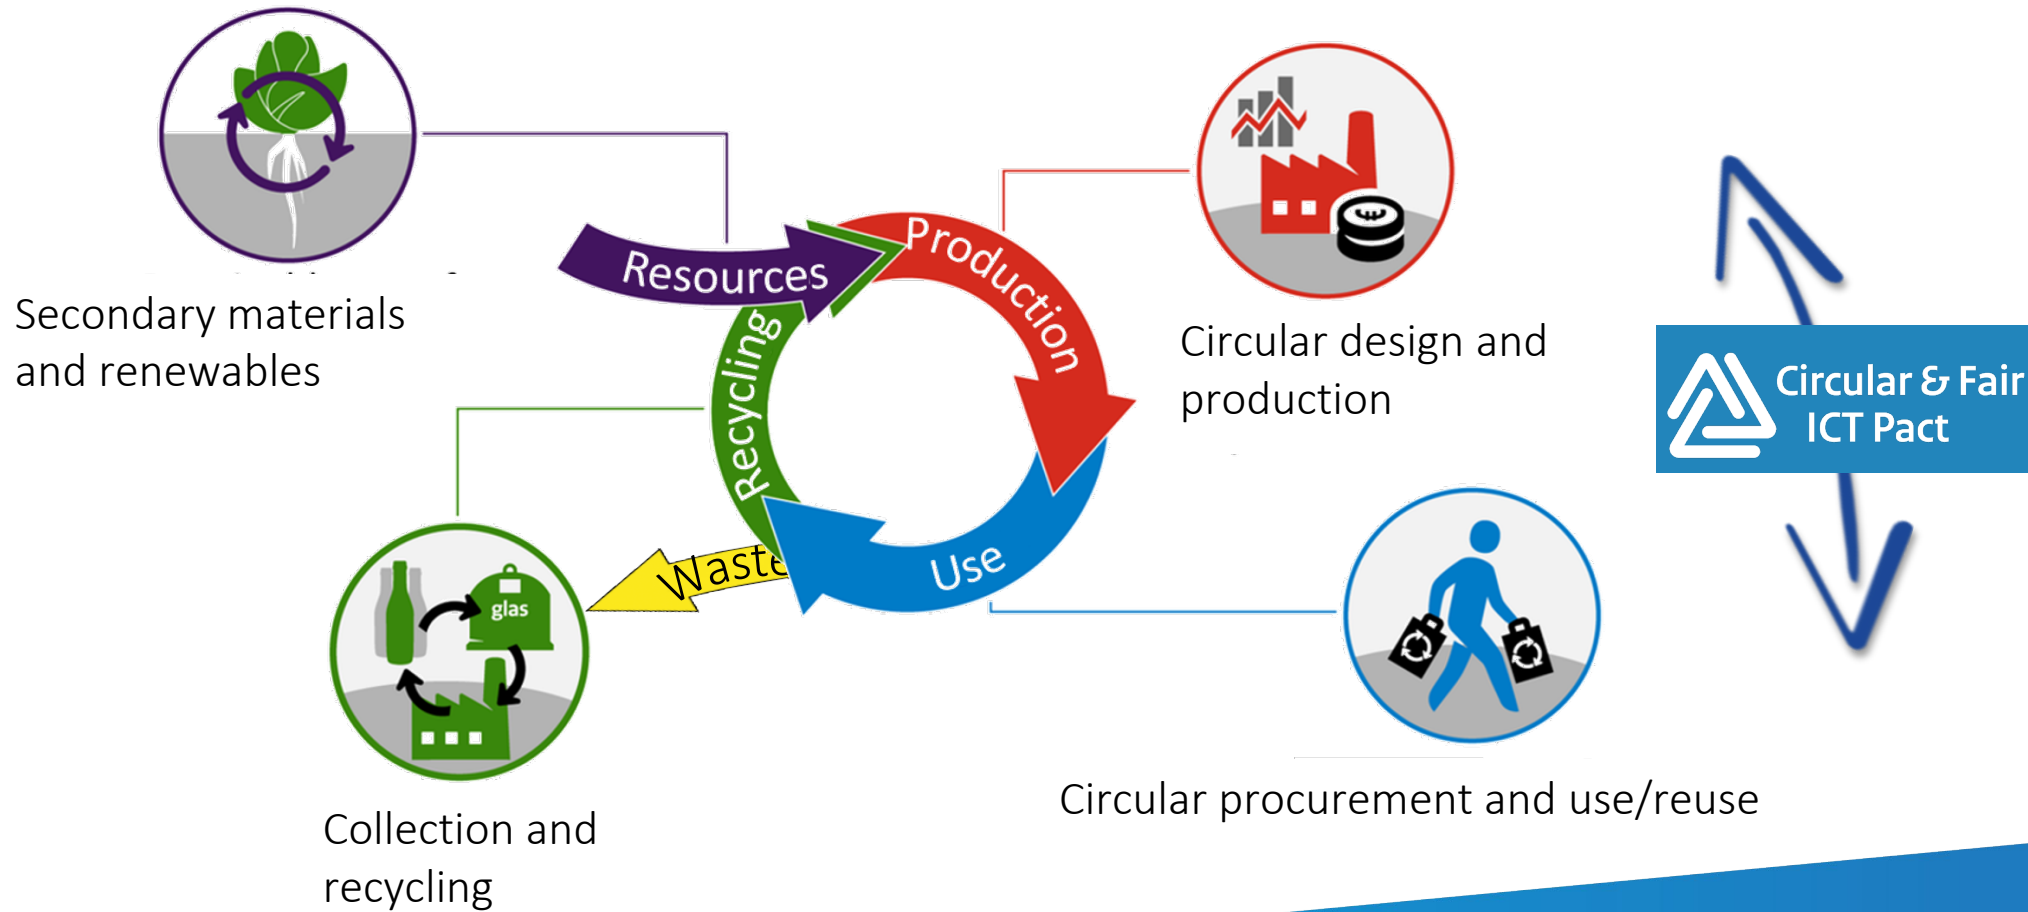 Secondary materials
and renewables
Resources
Production
Circular design and
production
Circular & Fair
ICT Pact
Recycling
Waste
Use
glas
Collection and
recycling
Circular procurement and use/reuse